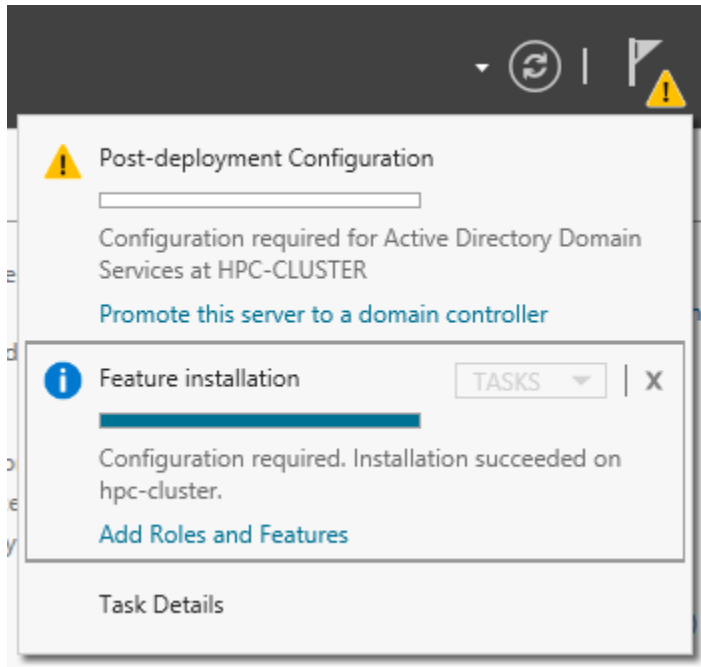 Post-deployment Configuration
Configuration required for Active Directory Domain
Services at HPC-CLUSTER
Promote this server to a domain controller
Feature installation
TASKS
X
Configuration required. Installation succeeded on
hpc-cluster.
Add Roles and Features
Task Details